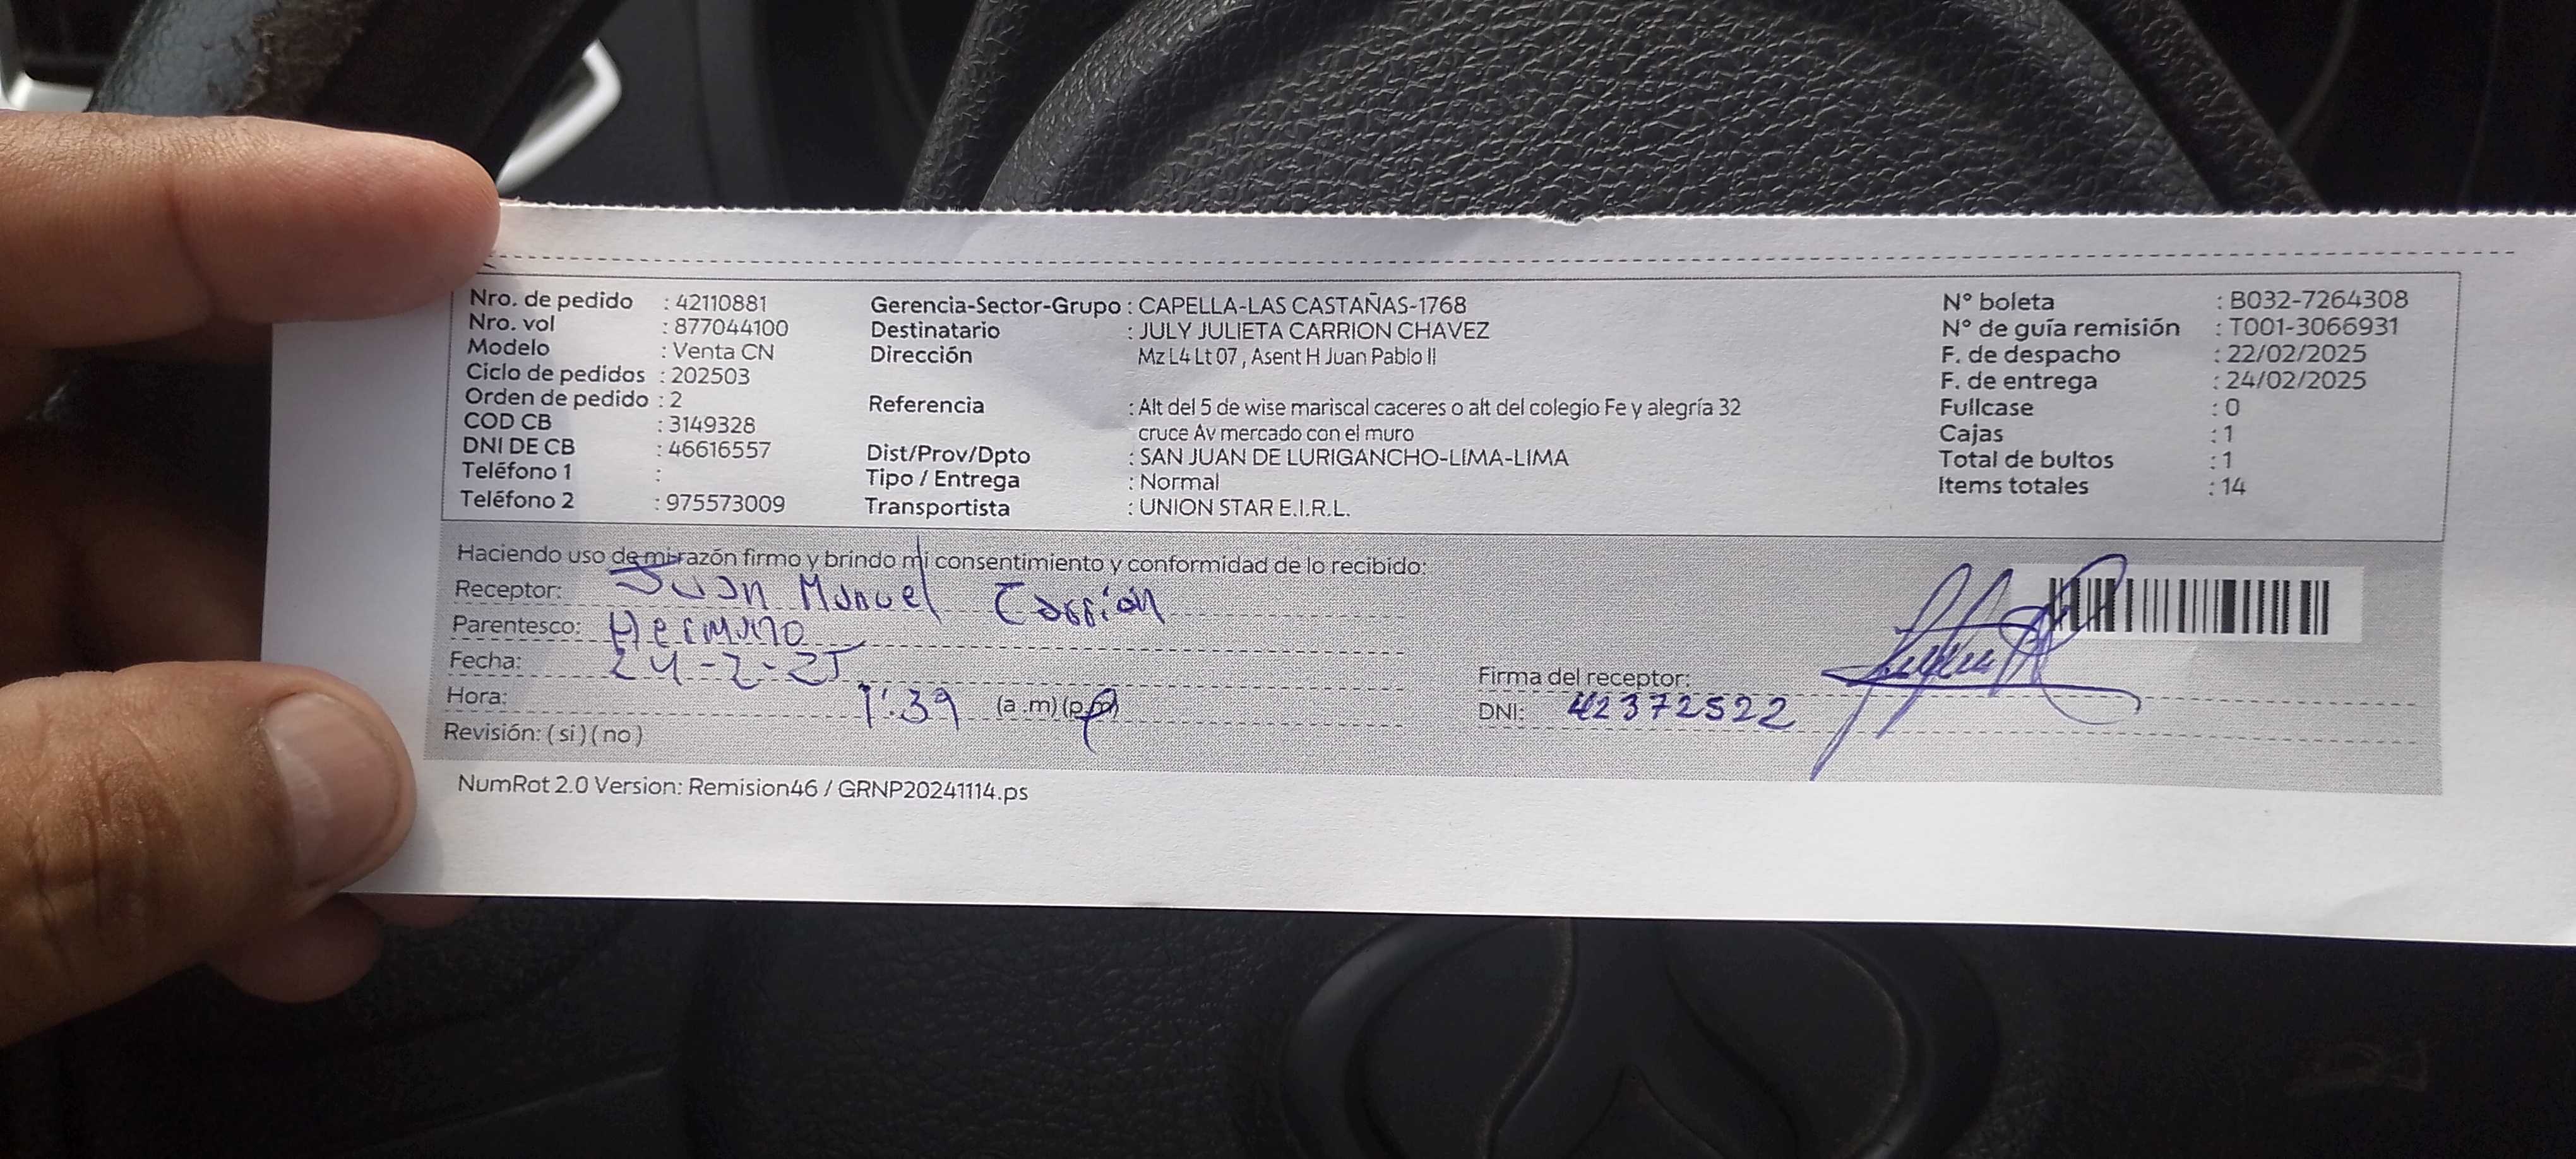 Nro. de pedido : 42110881
Nro. vol : 877044100
Modelo : Venta CN
Ciclo de pedidos : 202503
Orden de pedido : 2
COD CB : 3149328
DNI DE CB : 46616557
Teléfono 1 :
Teléfono 2 : 975573009
Gerencia-Sector-Grupo : CAPELLA-LAS CASTAÑAS-1768
Destinatario : JULY JULIETA CARRION CHAVEZ
Dirección Mz L4 Lt 07 , Asent H Juan Pablo II
Referencia : Alt del 5 de wise mariscal caceres o alt del colegio Fe y alegría 32
cruce Av mercado con el muro
Dist/Prov/Dpto : SAN JUAN DE LURIGANCHO-LIMA-LIMA
Tipo / Entrega : Normal
Transportista : UNION STAR E.I.R.L.
N° boleta : B032-7264308
N° de guía remisión : T001-3066931
F. de despacho : 22/02/2025
F. de entrega : 24/02/2025
Fullcase : 0
Cajas : 1
Total de bultos : 1
Items totales : 14
Haciendo uso de mi razón firmo y brindo mi consentimiento y conformidad de lo recibido:
Receptor: Juan Manuel Carrión
Parentesco: Hermano
Fecha: 24-2-25
Hora: 1:39 (a .m) (p.m)
Revisión: ( si ) ( no )
Firma del receptor:
DNI: 42372522
NumRot 2.0 Version: Remision46 / GRNP20241114.ps